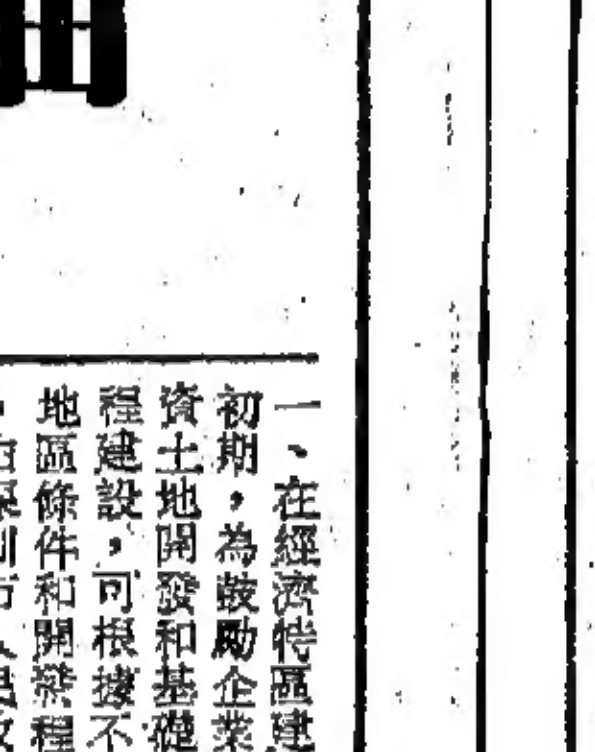 一、在經濟特區建
初期，為鼓勵企業
資土地開發和基礎
程建設，可根據不
地區條件和開發程